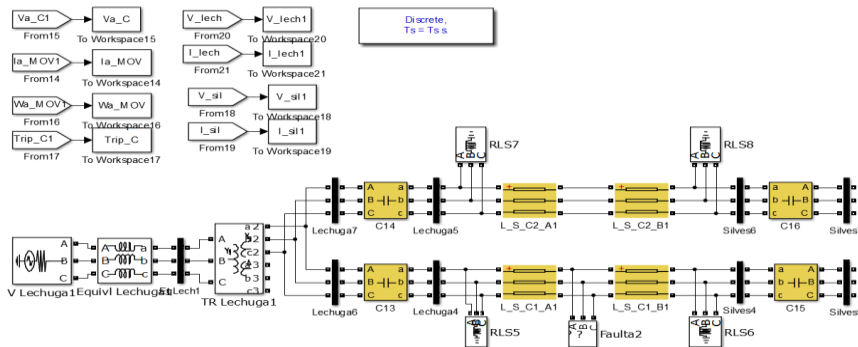 Va_C1
Va_C
From15
To Workspace15
Ia_MOV1
Ia_MOV
From14
To Workspace14
Wa_MOV1
Wa_MOV
From16
To Workspace16
Trip_C1
Trip_C
From17
To Workspace17
V_lech
V_lech1
From20
To Workspace20
I_lech
I_lech1
From21
To Workspace21
V_sil
V_sil1
From18
To Workspace18
I_sil
I_sil1
From19
To Workspace19
Discrete,
Ts = Ts s.
A B C
RLS7
A B C
RLS8
A a
B b
C c
Lechuga7
C14
Lechuga5
L_S_C2_A1
L_S_C2_B1
Silves6
A a
B b
C c
C16
Silves
A
B
C
V Lechuga1
A a
B b
C c
Equivl Lechuga1
EqLech1
A
B
C
a2
b2
c2
a3
b3
c3
TR Lechuga1
A a
B b
C c
Lechuga6
C13
Lechuga4
L_S_C1_A1
L_S_C1_B1
Silves4
A a
B b
C c
C15
Silves
A B C
RLS5
A B C
?
Faulta2
A B C
RLS6